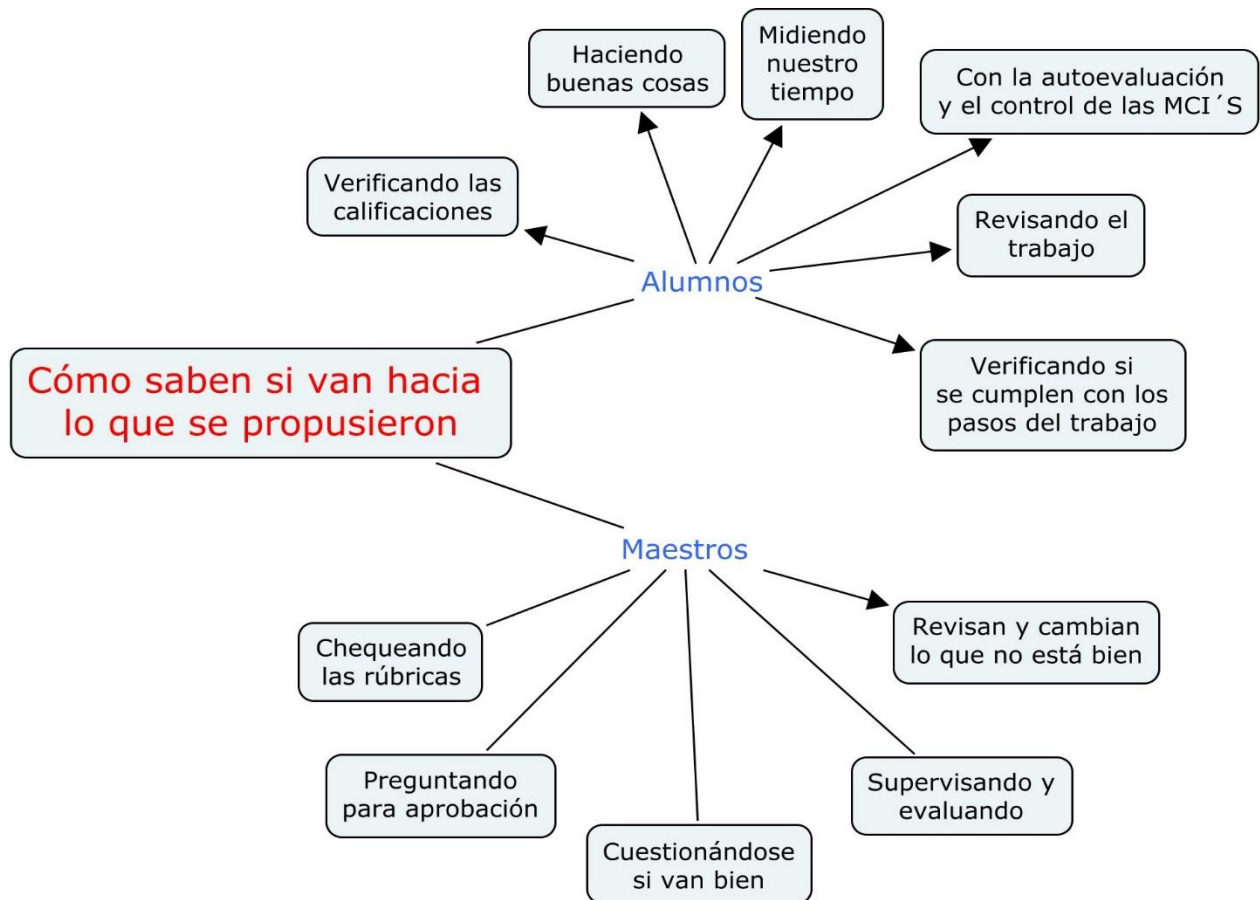 Haciendo
buenas cosas
Midiendo
nuestro
tiempo
Con la autoevaluación
y el control de las MCI´S
Verificando las
calificaciones
Revisando el
trabajo
Alumnos
Cómo saben si van hacia
lo que se propusieron
Verificando si
se cumplen con los
pasos del trabajo
Maestros
Chequeando
las rúbricas
Revisan y cambian
lo que no está bien
Preguntando
para aprobación
Supervisando y
evaluando
Cuestionándose
si van bien